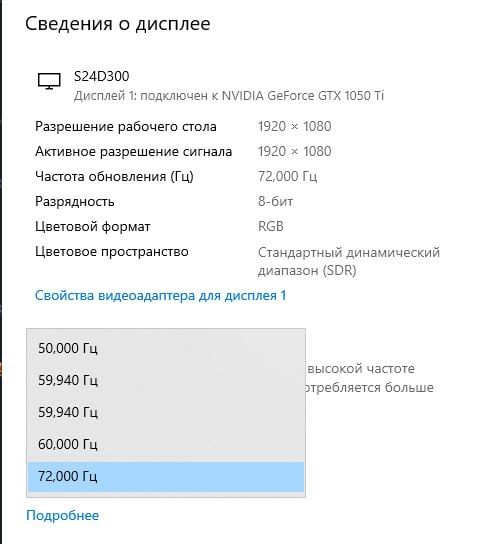 Сведения о дисплее
S24D300
Дисплей 1: подключен к NVIDIA GeForce GTX 1050 Ti
Разрешение рабочего стола 1920 × 1080
Активное разрешение сигнала 1920 × 1080
Частота обновления (Гц) 72,000 Гц
Разрядность 8-бит
Цветовой формат RGB
Цветовое пространство Стандартный динамический
диапазон (SDR)
Свойства видеоадаптера для дисплея 1
50,000 Гц
59,940 Гц
высокой частоте
59,940 Гц
отребляется больше
60,000 Гц
72,000 Гц
Подробнее